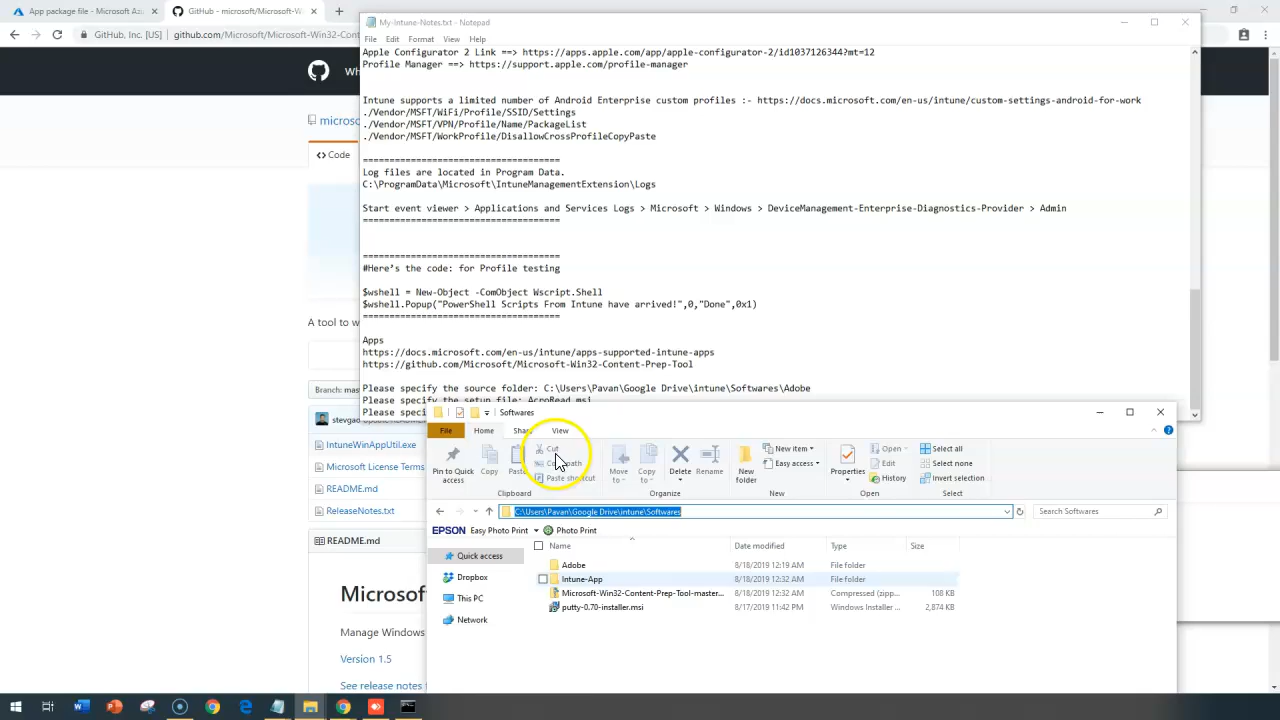 App package file - Microsoft Az
GitHub - microsoft/Microsoft-W
GitHub, Inc. [US]
github.com/Microsoft/Microsoft-Win32-Cont
My-Intune-Notes.txt - Notepad
File Edit Format View Help
Apple Configurator 2 Link ==> https://apps.apple.com/app/apple-configurator-2/id1037126344?mt=12
Profile Manager ==> https://support.apple.com/profile-manager
Intune supports a limited number of Android Enterprise custom profiles :- https://docs.microsoft.com/en-us/intune/custom-settings-android-for-work
./Vendor/MSFT/WiFi/Profile/SSID/Settings
./Vendor/MSFT/VPN/Profile/Name/PackageList
./Vendor/MSFT/WorkProfile/DisallowCrossProfileCopyPaste
=====================================
Log files are located in Program Data.
C:\ProgramData\Microsoft\IntuneManagementExtension\Logs
Start event viewer > Applications and Services Logs > Microsoft > Windows > DeviceManagement-Enterprise-Diagnostics-Provider > Admin
=====================================
=====================================
#Here’s the code: for Profile testing
$wshell = New-Object -ComObject Wscript.Shell
$wshell.Popup("PowerShell Scripts From Intune have arrived!",0,"Done",0x1)
=====================================
Apps
https://docs.microsoft.com/en-us/intune/apps-supported-intune-apps
https://github.com/Microsoft/Microsoft-Win32-Content-Prep-Tool
Please specify the source folder: C:\Users\Pavan\Google Drive\intune\Softwares\Adobe
Please specify the setup file: AcroRead.msi
Please speci
Wh
microso
Code
A tool to w
Branch: mas
stevgao
IntuneWinAppUtil.exe
Microsoft License Terms
README.md
ReleaseNotes.txt
README.md
Microsof
Manage Windows
Version 1.5
See release notes
Softwares
File Home Share View
Pin to Quick access
Copy
Paste
Cut
Copy path
Paste shortcut
Clipboard
Move to
Copy to
Delete
Rename
Organize
New folder
New item
Easy access
New
Properties
Open
Edit
History
Open
Select all
Select none
Invert selection
Select
C:\Users\Pavan\Google Drive\intune\Softwares
Search Softwares
EPSON Easy Photo Print Photo Print
Name Date modified Type Size
Quick access
Dropbox
This PC
Network
Adobe 8/18/2019 12:19 AM File folder
Intune-App 8/18/2019 12:32 AM File folder
Microsoft-Win32-Content-Prep-Tool-master... 8/18/2019 12:32 AM Compressed (zipp... 108 KB
putty-0.70-installer.msi 8/17/2019 11:42 PM Windows Installer ... 2,874 KB